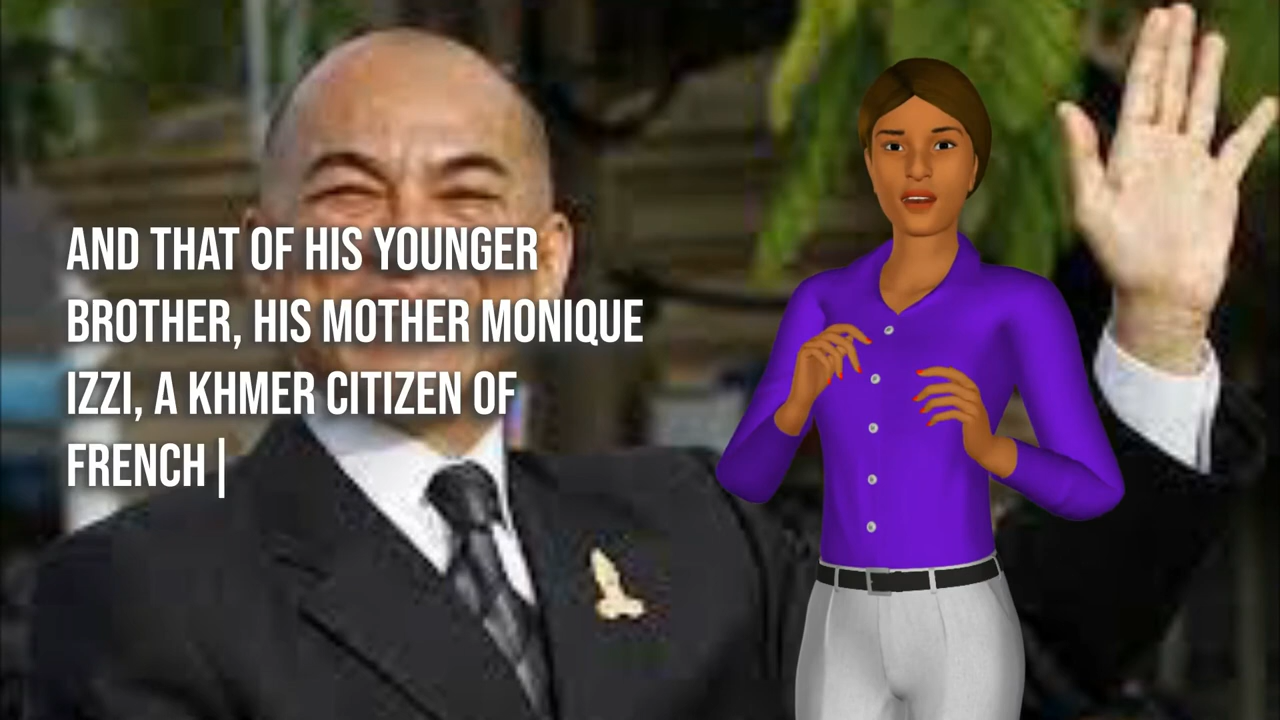 AND THAT OF HIS YOUNGER
BROTHER, HIS MOTHER MONIQUE
IZZI, A KHMER CITIZEN OF
FRENCH |